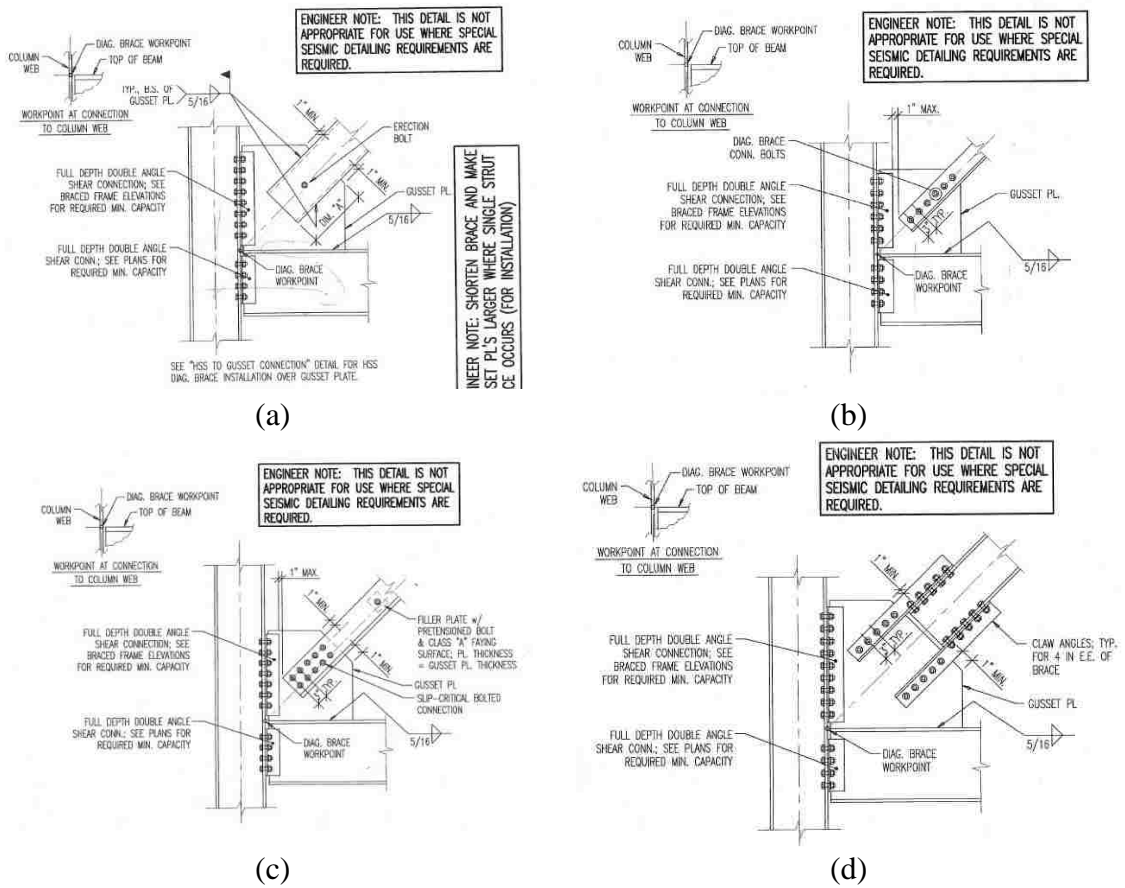 ENGINEER NOTE: THIS DETAIL IS NOT
APPROPRIATE FOR USE WHERE SPECIAL
SEISMIC DETAILING REQUIREMENTS ARE
REQUIRED.
DIAG. BRACE WORKPOINT
COLUMN
WEB
TOP OF BEAM
TYP., B.S. OF
GUSSET PL.
5/16
WORKPOINT AT CONNECTION
TO COLUMN WEB
1" MIN.
ERECTION
BOLT
FULL DEPTH DOUBLE ANGLE
SHEAR CONNECTION; SEE
BRACED FRAME ELEVATIONS
FOR REQUIRED MIN. CAPACITY
1" MIN.
GUSSET PL.
DIM. "A"
5/16
FULL DEPTH DOUBLE ANGLE
SHEAR CONN.; SEE PLANS FOR
REQUIRED MIN. CAPACITY
DIAG. BRACE
WORKPOINT
SEE "HSS TO GUSSET CONNECTION" DETAIL FOR HSS
DIAG. BRACE INSTALLATION OVER GUSSET PLATE.
INEER NOTE: SHORTEN BRACE AND MAKE
SET PL'S LARGER WHERE SINGLE STRUT
CE OCCURS (FOR INSTALLATION)
(a)
ENGINEER NOTE: THIS DETAIL IS NOT
APPROPRIATE FOR USE WHERE SPECIAL
SEISMIC DETAILING REQUIREMENTS ARE
REQUIRED.
DIAG. BRACE WORKPOINT
COLUMN
WEB
TOP OF BEAM
WORKPOINT AT CONNECTION
TO COLUMN WEB
1" MAX.
DIAG. BRACE
CONN. BOLTS
FULL DEPTH DOUBLE ANGLE
SHEAR CONNECTION; SEE
BRACED FRAME ELEVATIONS
FOR REQUIRED MIN. CAPACITY
GUSSET PL.
TYP.
FULL DEPTH DOUBLE ANGLE
SHEAR CONN.; SEE PLANS FOR
REQUIRED MIN. CAPACITY
DIAG. BRACE
WORKPOINT
5/16
(b)
ENGINEER NOTE: THIS DETAIL IS NOT
APPROPRIATE FOR USE WHERE SPECIAL
SEISMIC DETAILING REQUIREMENTS ARE
REQUIRED.
DIAG. BRACE WORKPOINT
COLUMN
WEB
TOP OF BEAM
WORKPOINT AT CONNECTION
TO COLUMN WEB
1" MAX.
1" MIN.
FILLER PLATE w/
PRETENSIONED BOLT
& CLASS "A" FAYING
SURFACE; PL. THICKNESS
= GUSSET PL. THICKNESS
FULL DEPTH DOUBLE ANGLE
SHEAR CONNECTION; SEE
BRACED FRAME ELEVATIONS
FOR REQUIRED MIN. CAPACITY
1" MIN.
TYP.
GUSSET PL
SLIP-CRITICAL BOLTED
CONNECTION
FULL DEPTH DOUBLE ANGLE
SHEAR CONN.; SEE PLANS FOR
REQUIRED MIN. CAPACITY
5/16
DIAG. BRACE
WORKPOINT
(c)
ENGINEER NOTE: THIS DETAIL IS NOT
APPROPRIATE FOR USE WHERE SPECIAL
SEISMIC DETAILING REQUIREMENTS ARE
REQUIRED.
DIAG. BRACE WORKPOINT
COLUMN
WEB
TOP OF BEAM
WORKPOINT AT CONNECTION
TO COLUMN WEB
1" MIN.
FULL DEPTH DOUBLE ANGLE
SHEAR CONNECTION; SEE
BRACED FRAME ELEVATIONS
FOR REQUIRED MIN. CAPACITY
TYP.
1" MIN.
CLAW ANGLES; TYP.
FOR 4 IN E.E. OF
BRACE
GUSSET PL
FULL DEPTH DOUBLE ANGLE
SHEAR CONN.; SEE PLANS FOR
REQUIRED MIN. CAPACITY
5/16
DIAG. BRACE
WORKPOINT
(d)